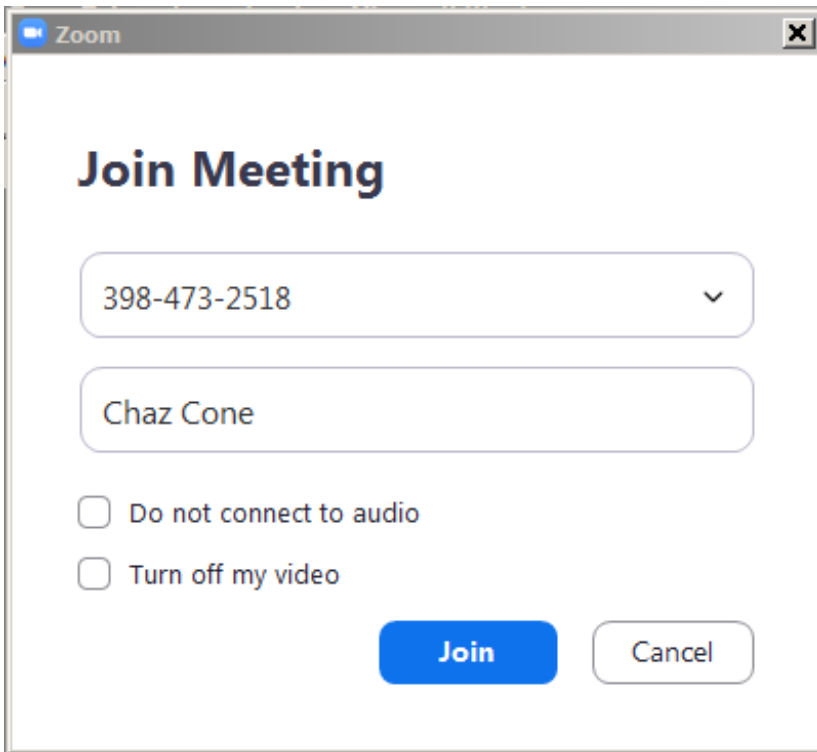 Zoom
Join Meeting
398-473-2518
Chaz Cone
Do not connect to audio
Turn off my video
Join Cancel